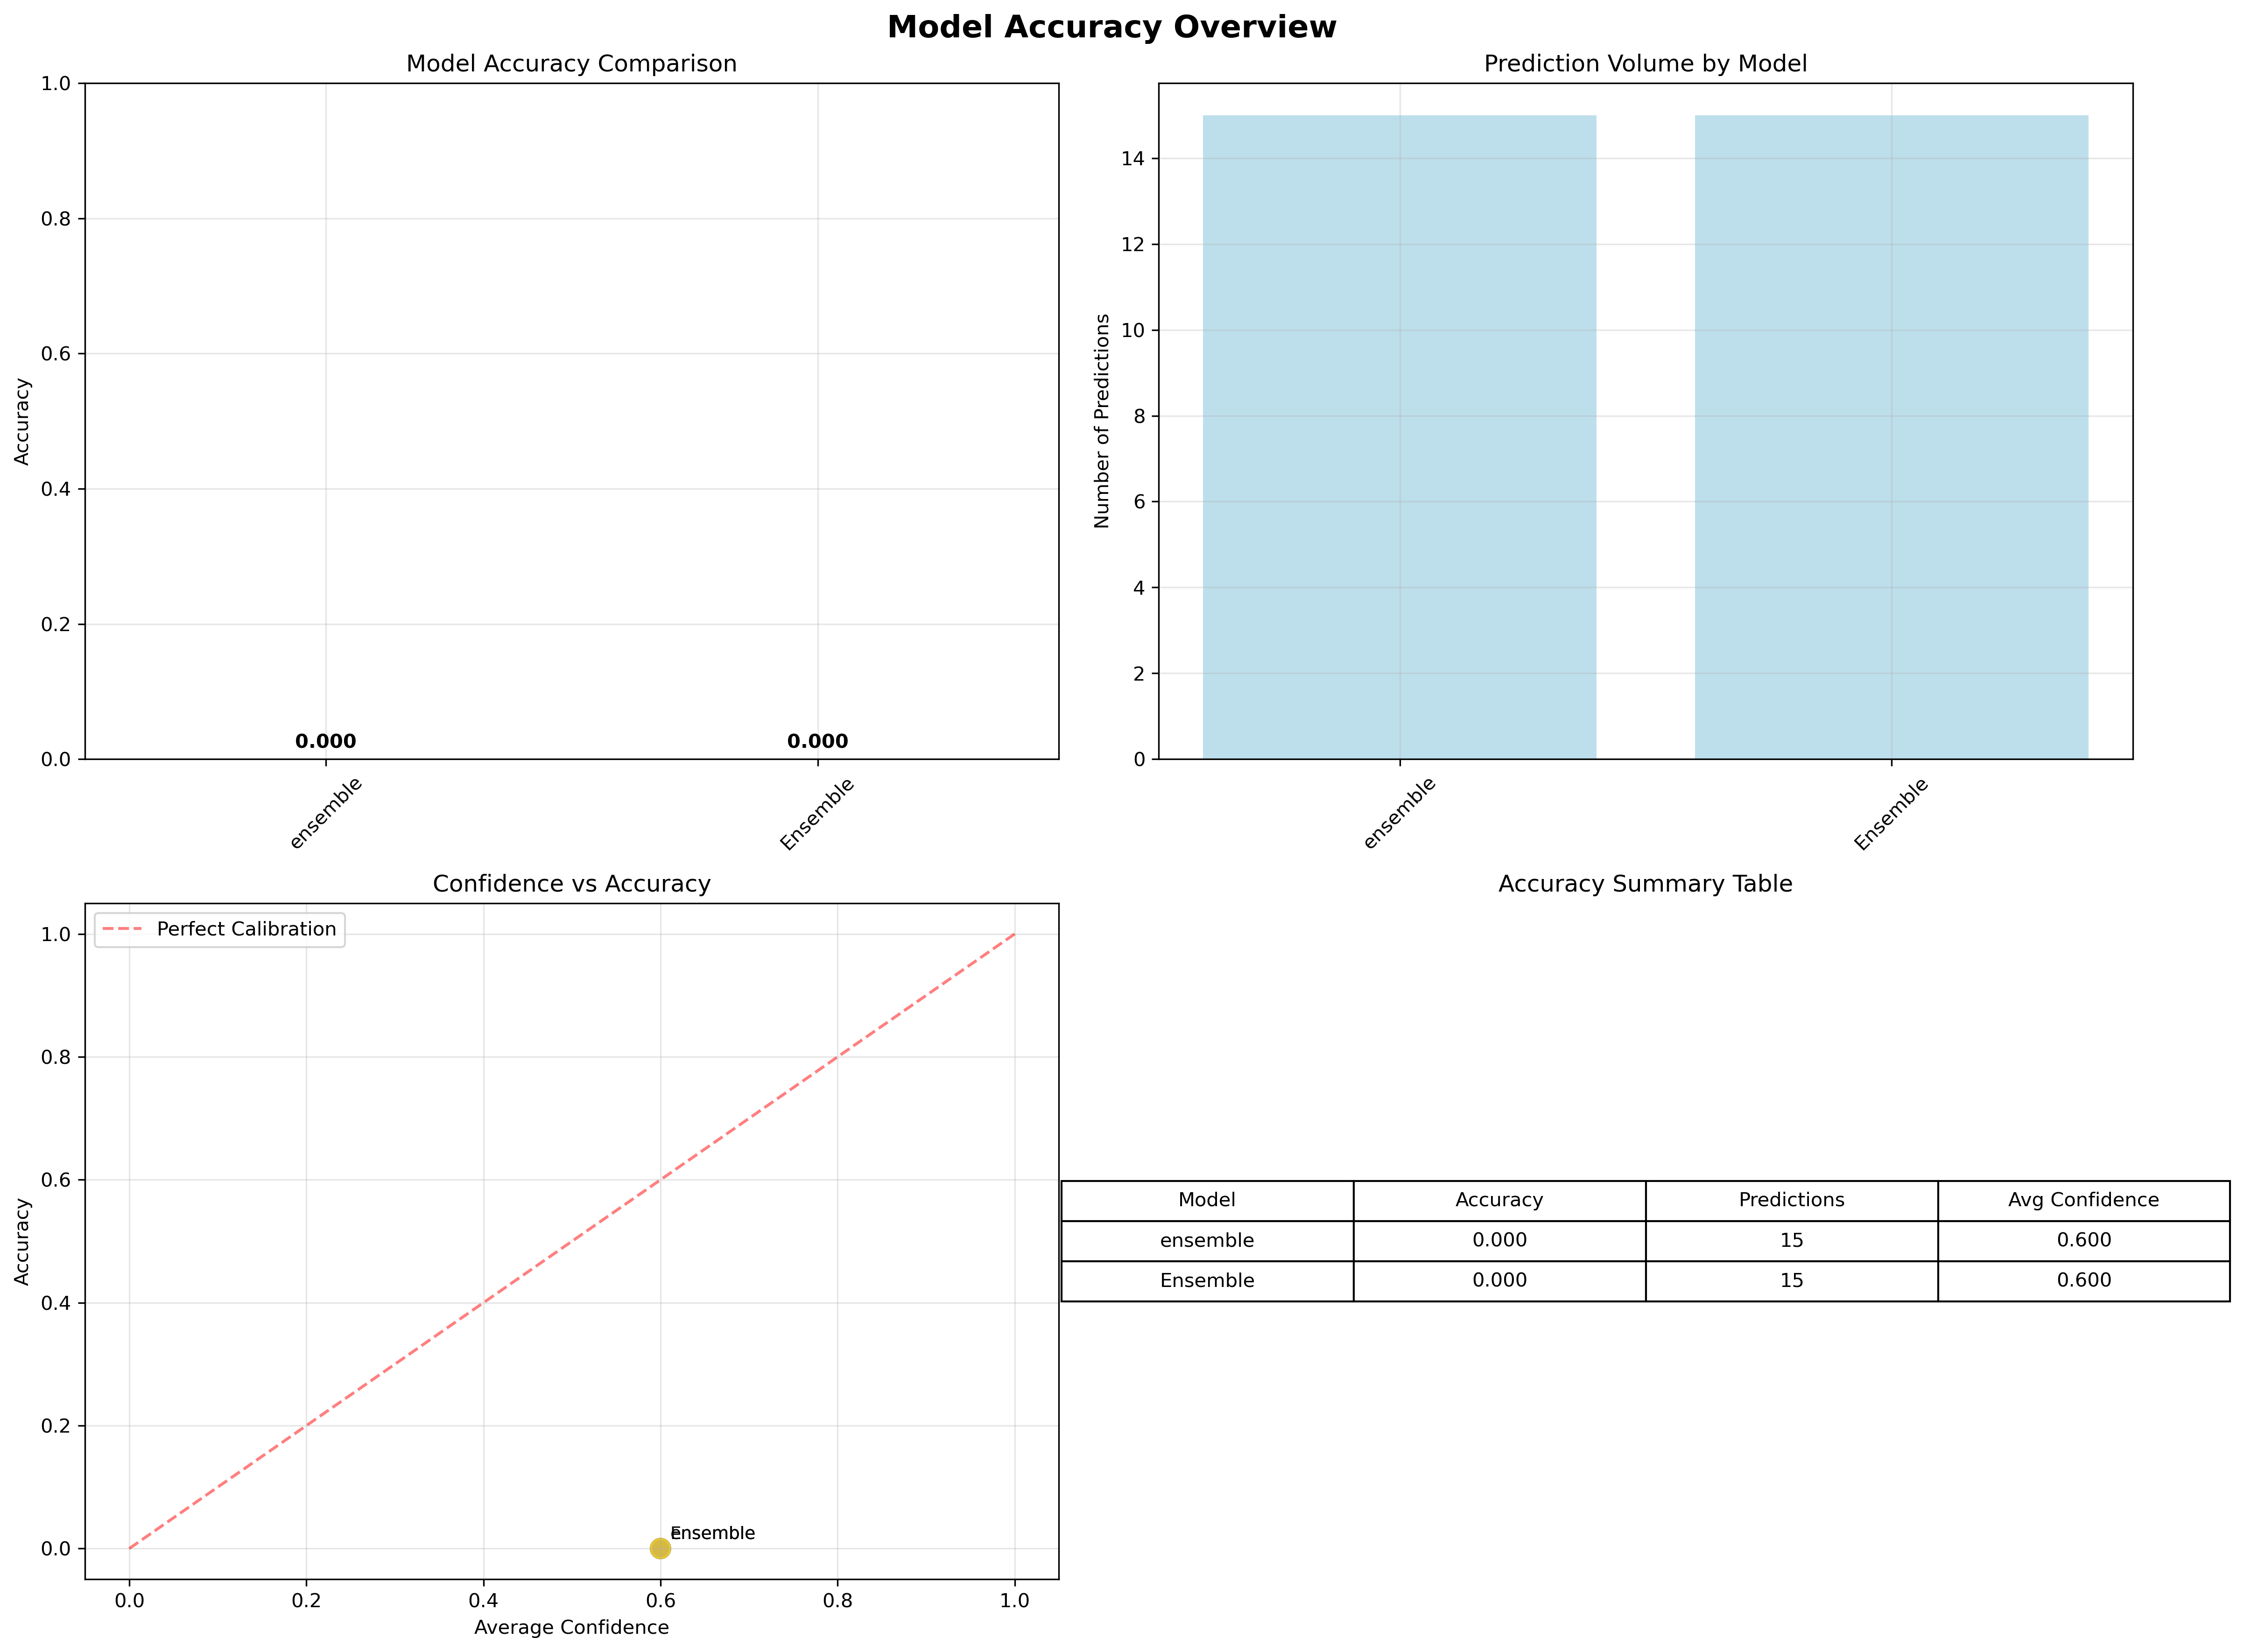 Model Accuracy Overview
Model Accuracy Comparison
1.0
0.8
0.6
0.4
0.2
0.0
Accuracy
0.000
0.000
ensemble
Ensemble
Prediction Volume by Model
14
12
10
8
6
4
2
0
Number of Predictions
ensemble
Ensemble
Confidence vs Accuracy
Perfect Calibration
1.0
0.8
0.6
0.4
0.2
0.0
Accuracy
Ensemble
0.0 0.2 0.4 0.6 0.8 1.0
Average Confidence
Accuracy Summary Table
Model Accuracy Predictions Avg Confidence
ensemble 0.000 15 0.600
Ensemble 0.000 15 0.600